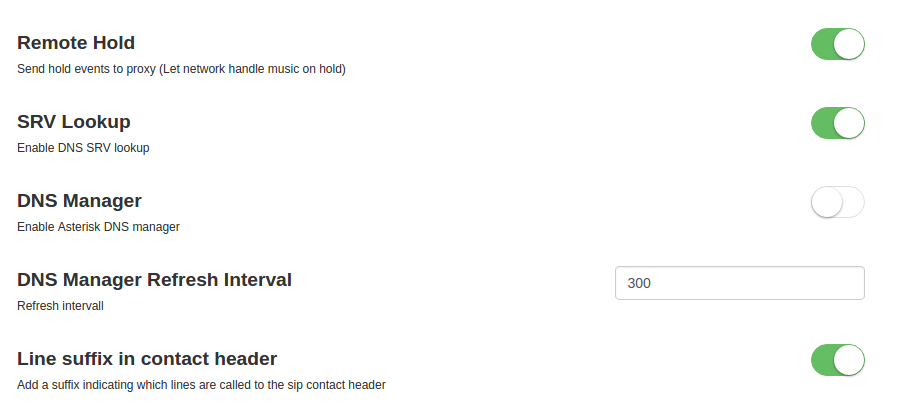 Remote Hold
Send hold events to proxy (Let network handle music on hold)
SRV Lookup
Enable DNS SRV lookup
DNS Manager
Enable Asterisk DNS manager
DNS Manager Refresh Interval
300
Refresh intervall
Line suffix in contact header
Add a suffix indicating which lines are called to the sip contact header